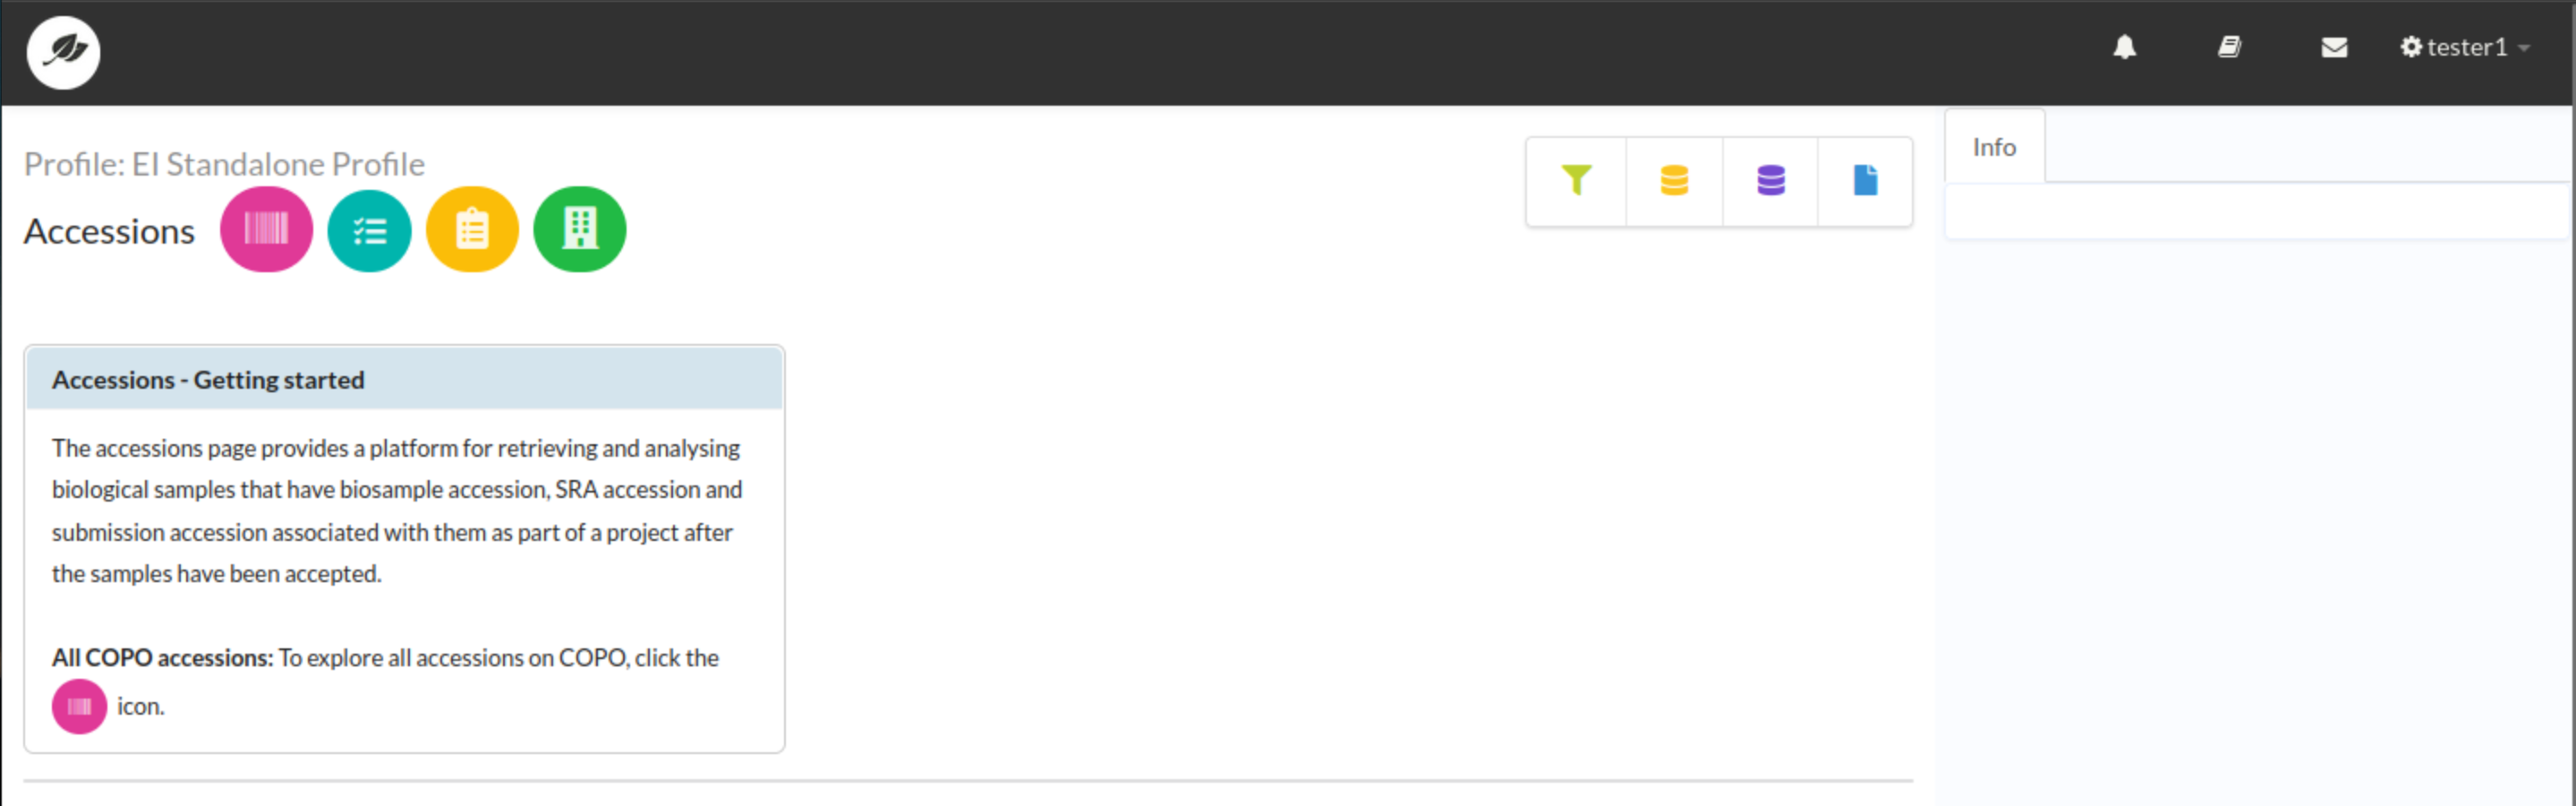 tester1
Profile: EI Standalone Profile
Info
Accessions
Accessions - Getting started
The accessions page provides a platform for retrieving and analysing
biological samples that have biosample accession, SRA accession and
submission accession associated with them as part of a project after
the samples have been accepted.
All COPO accessions: To explore all accessions on COPO, click the
icon.